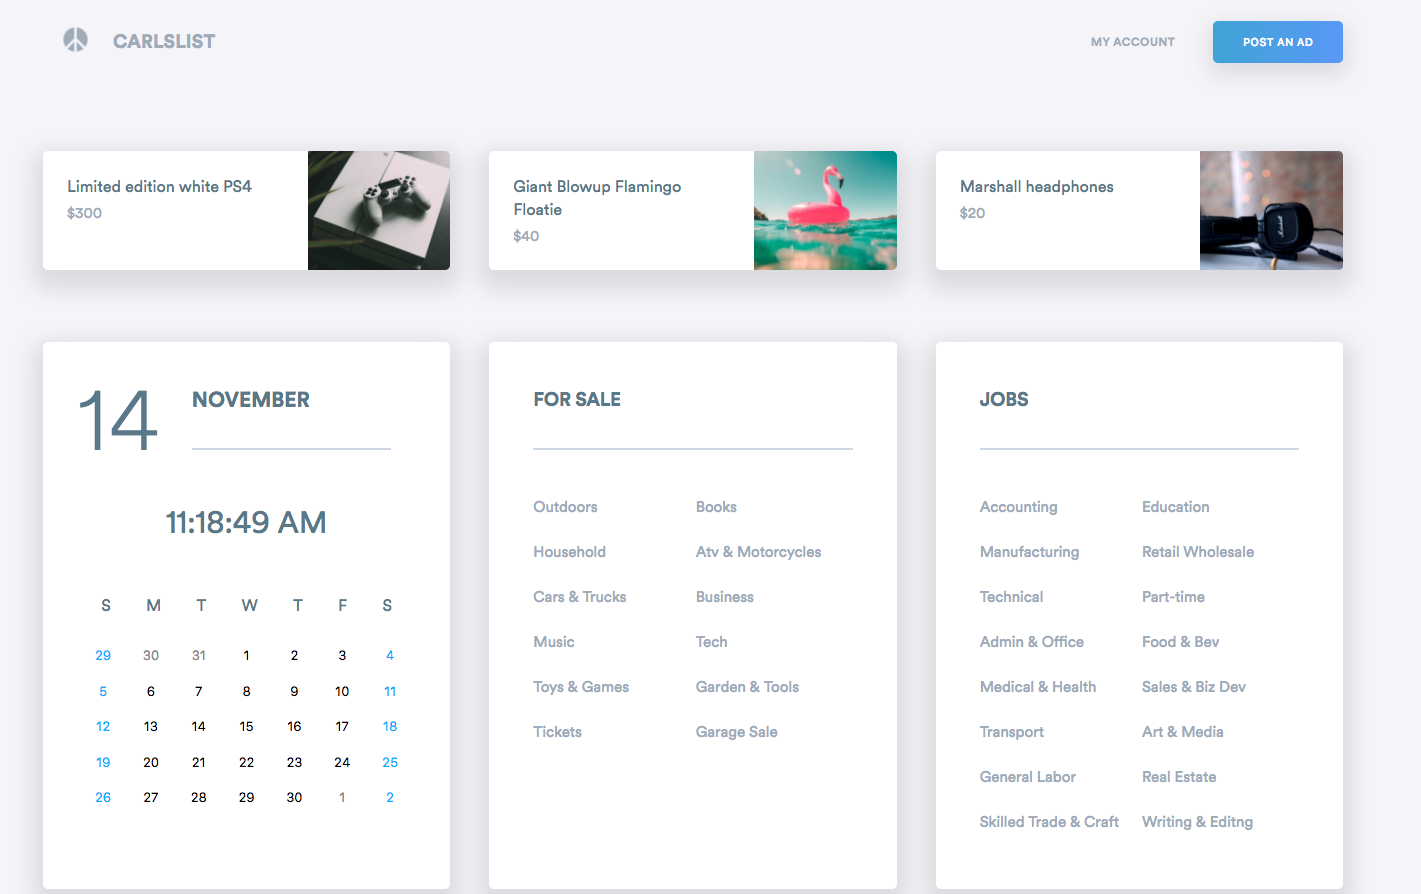 CARLSLIST
MY ACCOUNT
POST AN AD
Limited edition white PS4
$300
Giant Blowup Flamingo
Floatie
$40
Marshall headphones
$20
Marshall
14
NOVEMBER
11:18:49 AM
S M T W T F S
29 30 31 1 2 3 4
5 6 7 8 9 10 11
12 13 14 15 16 17 18
19 20 21 22 23 24 25
26 27 28 29 30 1 2
FOR SALE
Outdoors Books
Household Atv & Motorcycles
Cars & Trucks Business
Music Tech
Toys & Games Garden & Tools
Tickets Garage Sale
JOBS
Accounting Education
Manufacturing Retail Wholesale
Technical Part-time
Admin & Office Food & Bev
Medical & Health Sales & Biz Dev
Transport Art & Media
General Labor Real Estate
Skilled Trade & Craft Writing & Editng